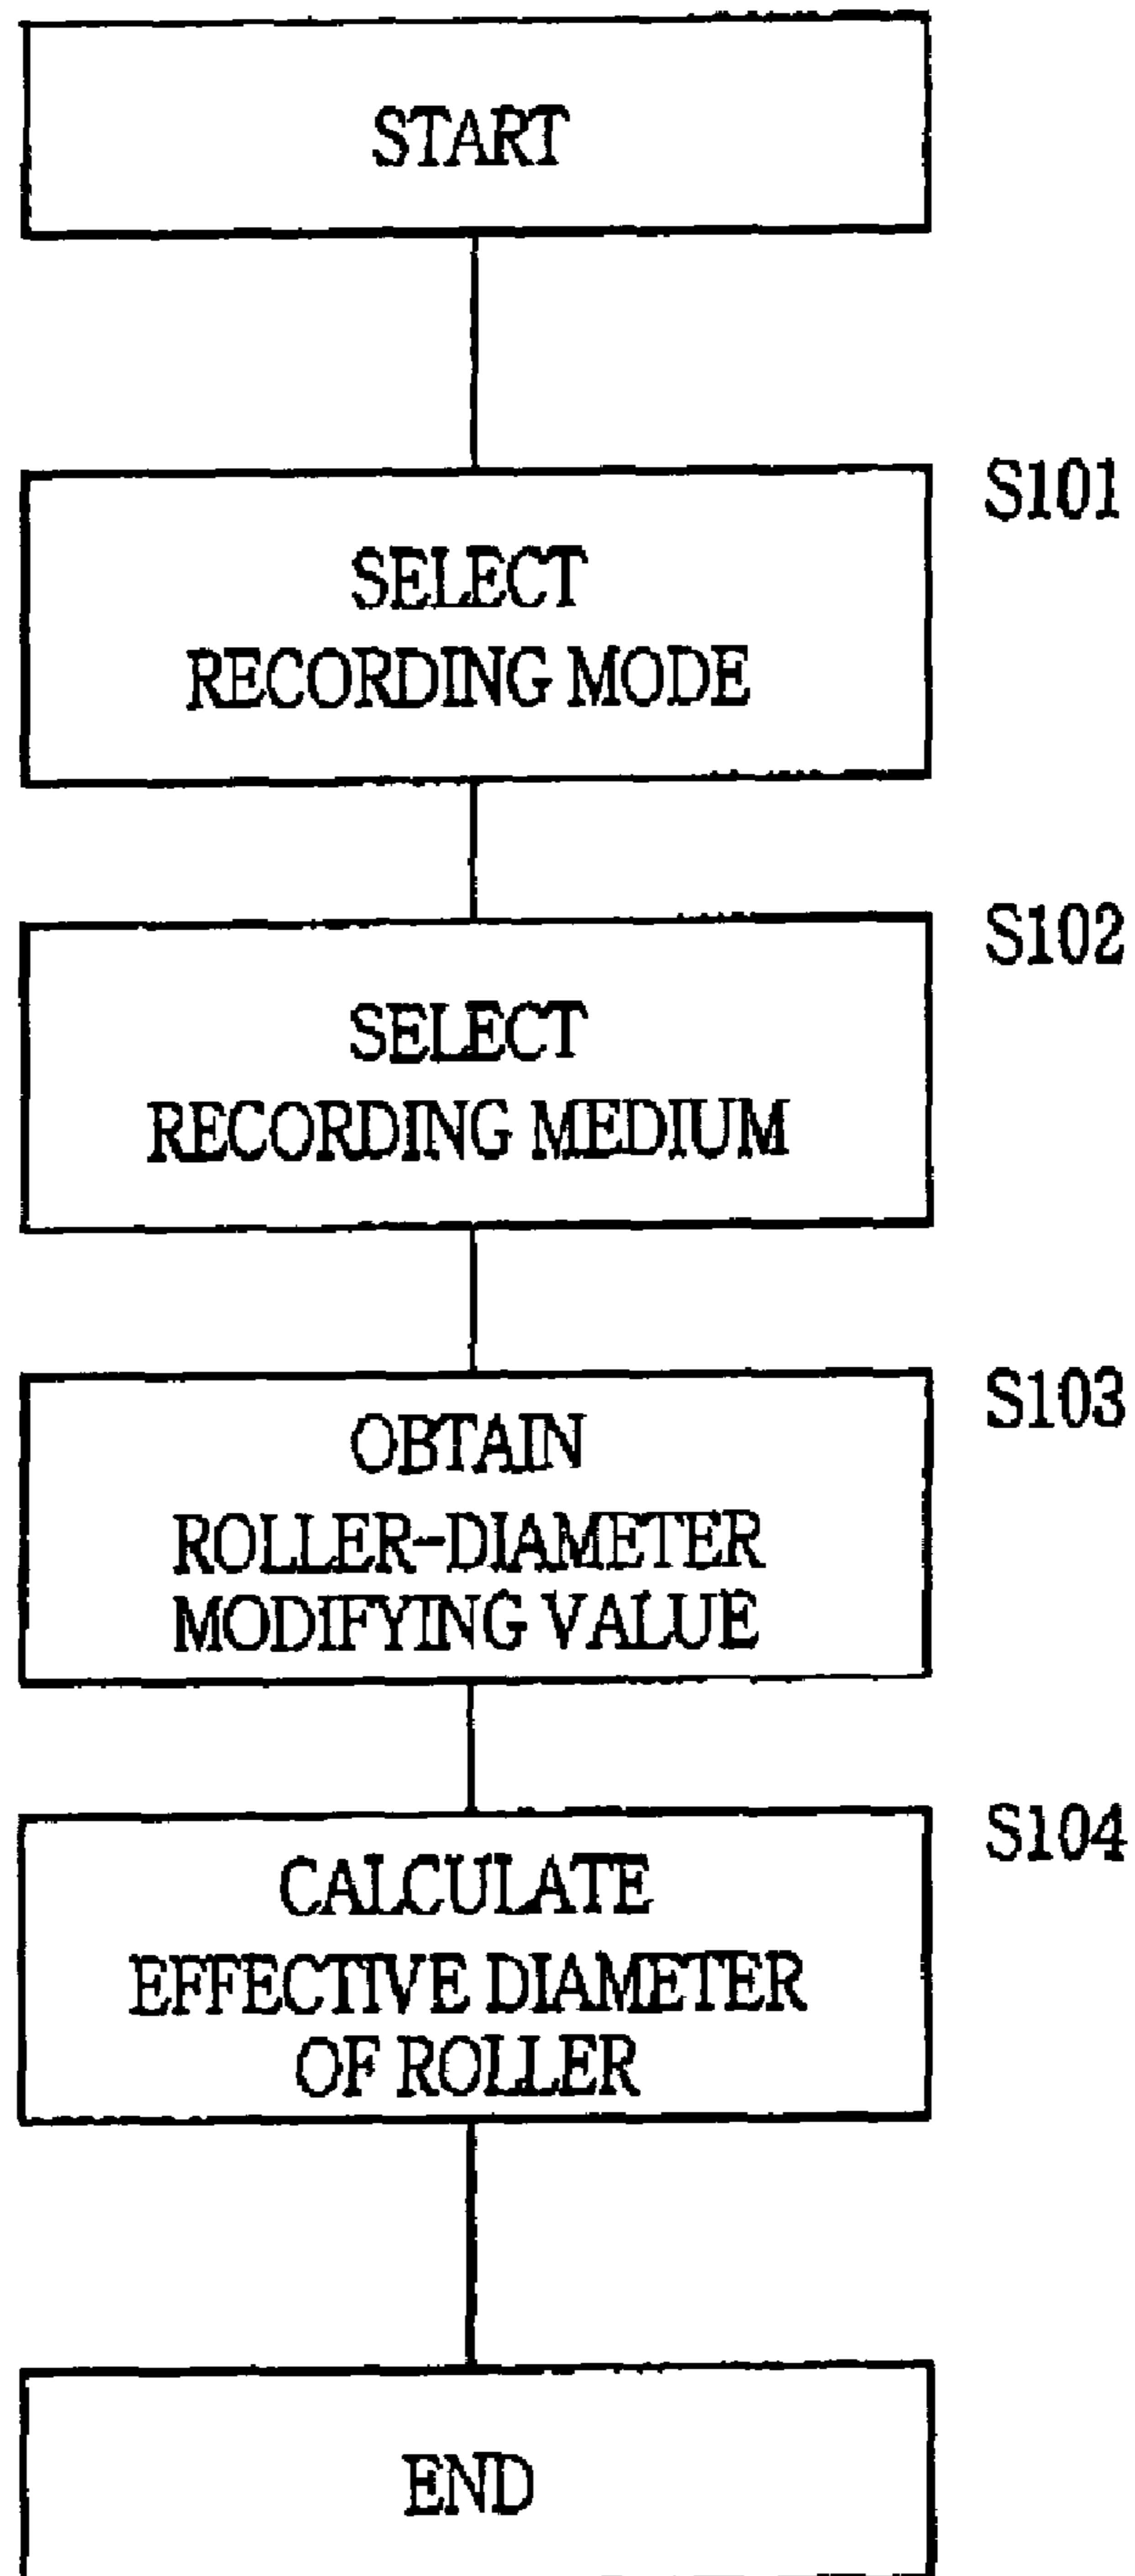 START
S101
SELECT
RECORDING MODE
S102
SELECT
RECORDING MEDIUM
S103
OBTAIN
ROLLER-DIAMETER
MODIFYING VALUE
S104
CALCULATE
EFFECTIVE DIAMETER
OF ROLLER
END